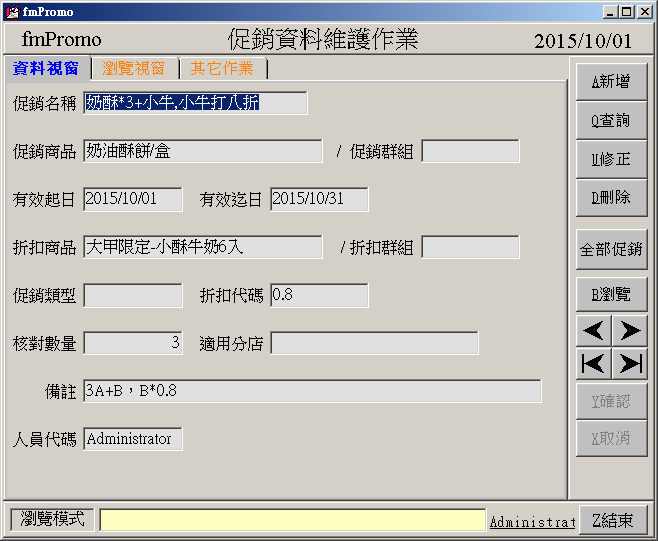 fmPromo
fmPromo 促銷資料維護作業 2015/10/01
資料視窗 瀏覽視窗 其它作業
促銷名稱 奶酥*3+小牛,小牛打八折
促銷商品 奶油酥餅/盒 / 促銷群組
有效起日 2015/10/01 有效迄日 2015/10/31
折扣商品 大甲限定-小酥牛奶6入 / 折扣群組
促銷類型 折扣代碼 0.8
核對數量 3 適用分店
備註 3A+B，B*0.8
人員代碼 Administrator
A新增
Q查詢
U修正
D刪除
全部促銷
B瀏覽
Y確認
X取消
瀏覽模式 Administrat Z結束